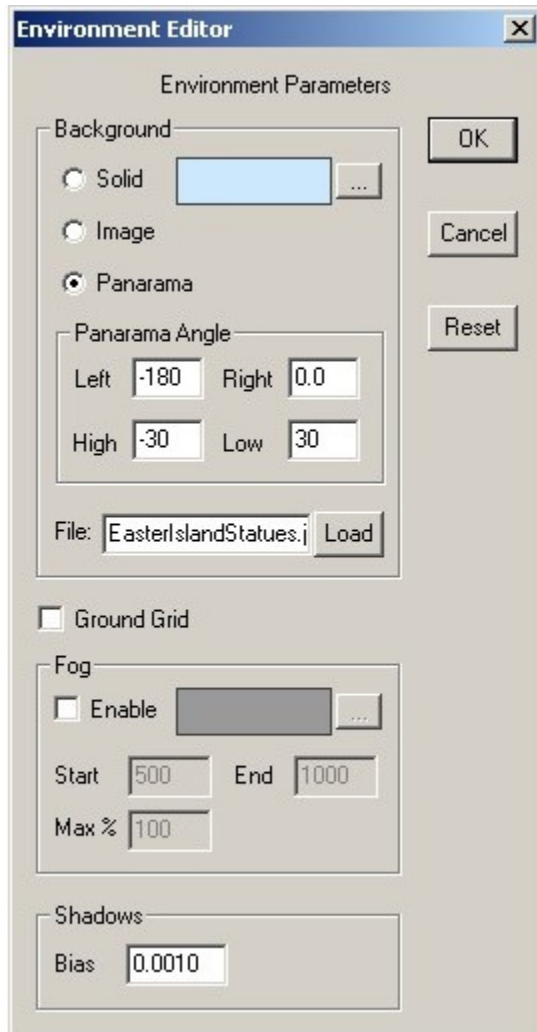 Environment Editor
Environment Parameters
Background
OK
Solid ...
Image
Cancel
Panarama
Panarama Angle
Reset
Left -180 Right 0.0
High -30 Low 30
File: EasterIslandStatues.j Load
Ground Grid
Fog
Enable ...
Start 500 End 1000
Max % 100
Shadows
Bias 0.0010